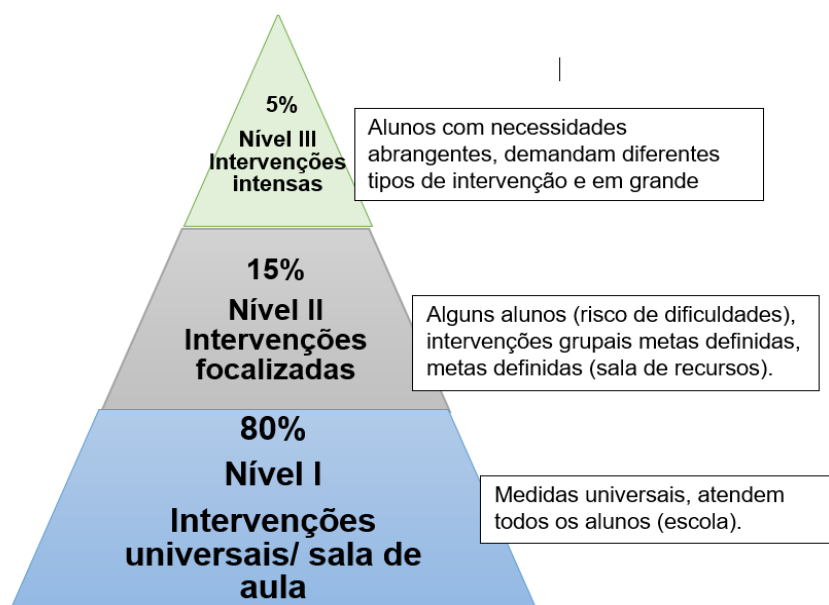 5%
Nível III
Intervenções
intensas
Alunos com necessidades
abrangentes, demandam diferentes
tipos de intervenção e em grande
15%
Nível II
Intervenções
focalizadas
Alguns alunos (risco de dificuldades),
intervenções grupais metas definidas,
metas definidas (sala de recursos).
80%
Nível I
Intervenções
universais/ sala de
aula
Medidas universais, atendem
todos os alunos (escola).